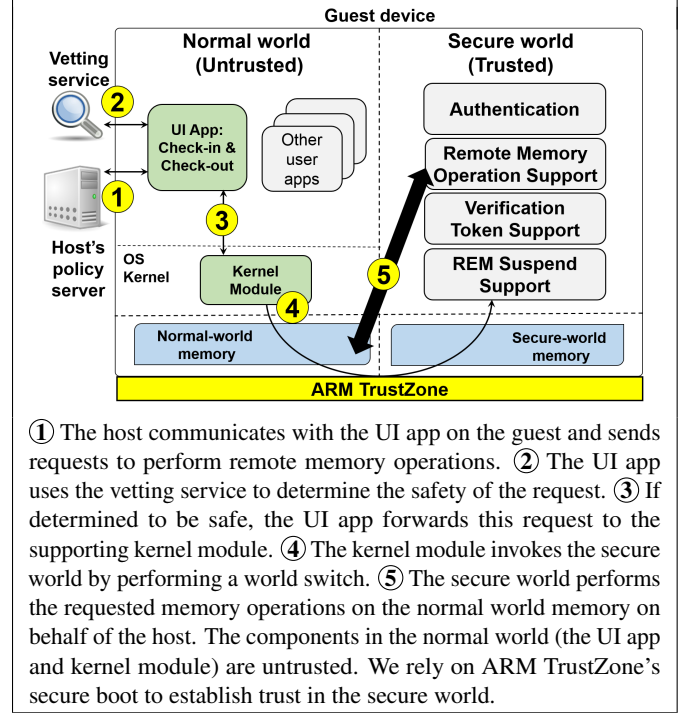 Guest device
Normal world
(Untrusted)
Secure world
(Trusted)
Vetting
service
2
UI App:
Check-in &
Check-out
Other
user
apps
1
Host's
policy
server
3
OS
Kernel
Kernel
Module
4
5
Authentication
Remote Memory
Operation Support
Verification
Token Support
REM Suspend
Support
Normal-world
memory
Secure-world
memory
ARM TrustZone
① The host communicates with the UI app on the guest and sends
requests to perform remote memory operations. ② The UI app
uses the vetting service to determine the safety of the request. ③ If
determined to be safe, the UI app forwards this request to the
supporting kernel module. ④ The kernel module invokes the secure
world by performing a world switch. ⑤ The secure world performs
the requested memory operations on the normal world memory on
behalf of the host. The components in the normal world (the UI app
and kernel module) are untrusted. We rely on ARM TrustZone's
secure boot to establish trust in the secure world.